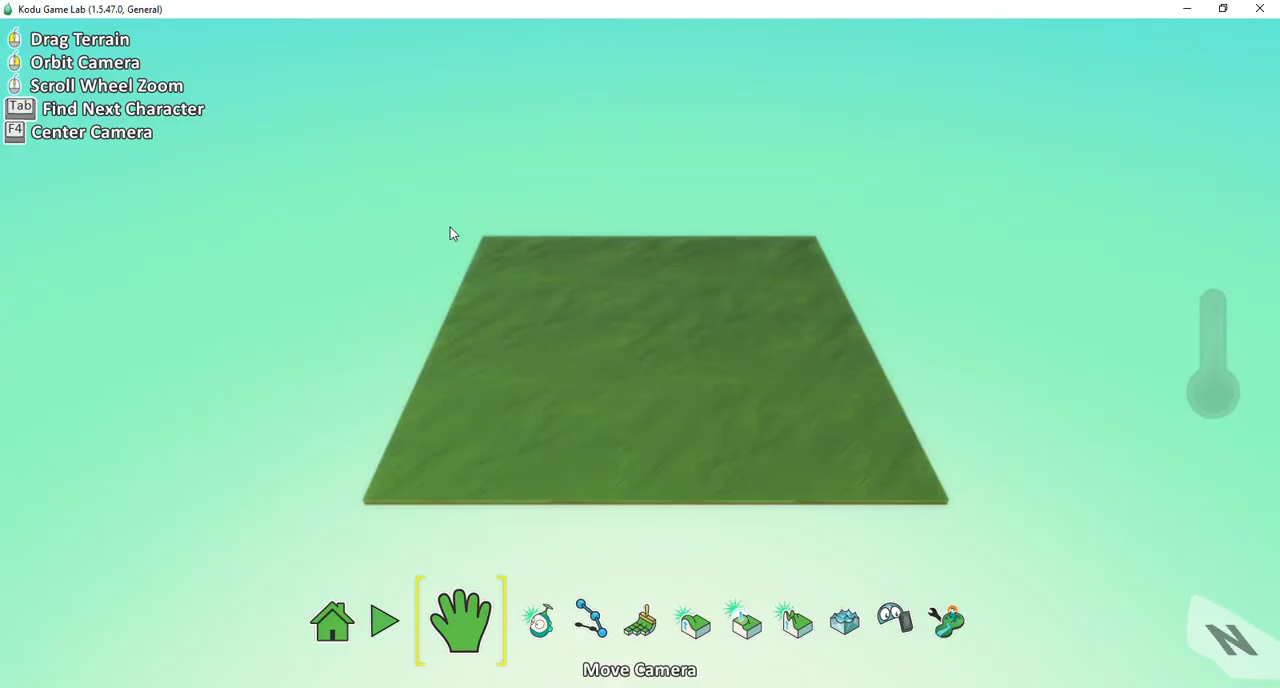 Kodu Game Lab (1.5.47.0, General)
Drag Terrain
Orbit Camera
Scroll Wheel Zoom
Tab Find Next Character
F4 Center Camera
N
Move Camera